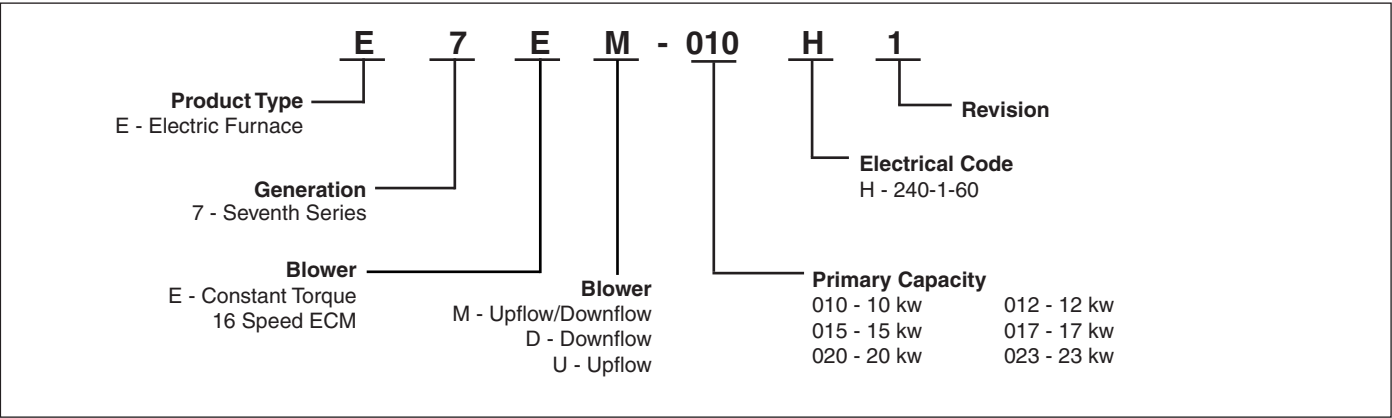 E 7 E M - 010 H 1
Product Type
E - Electric Furnace
Generation
7 - Seventh Series
Blower
E - Constant Torque
16 Speed ECM
Blower
M - Upflow/Downflow
D - Downflow
U - Upflow
Primary Capacity
010 - 10 kw 012 - 12 kw
015 - 15 kw 017 - 17 kw
020 - 20 kw 023 - 23 kw
Electrical Code
H - 240-1-60
Revision